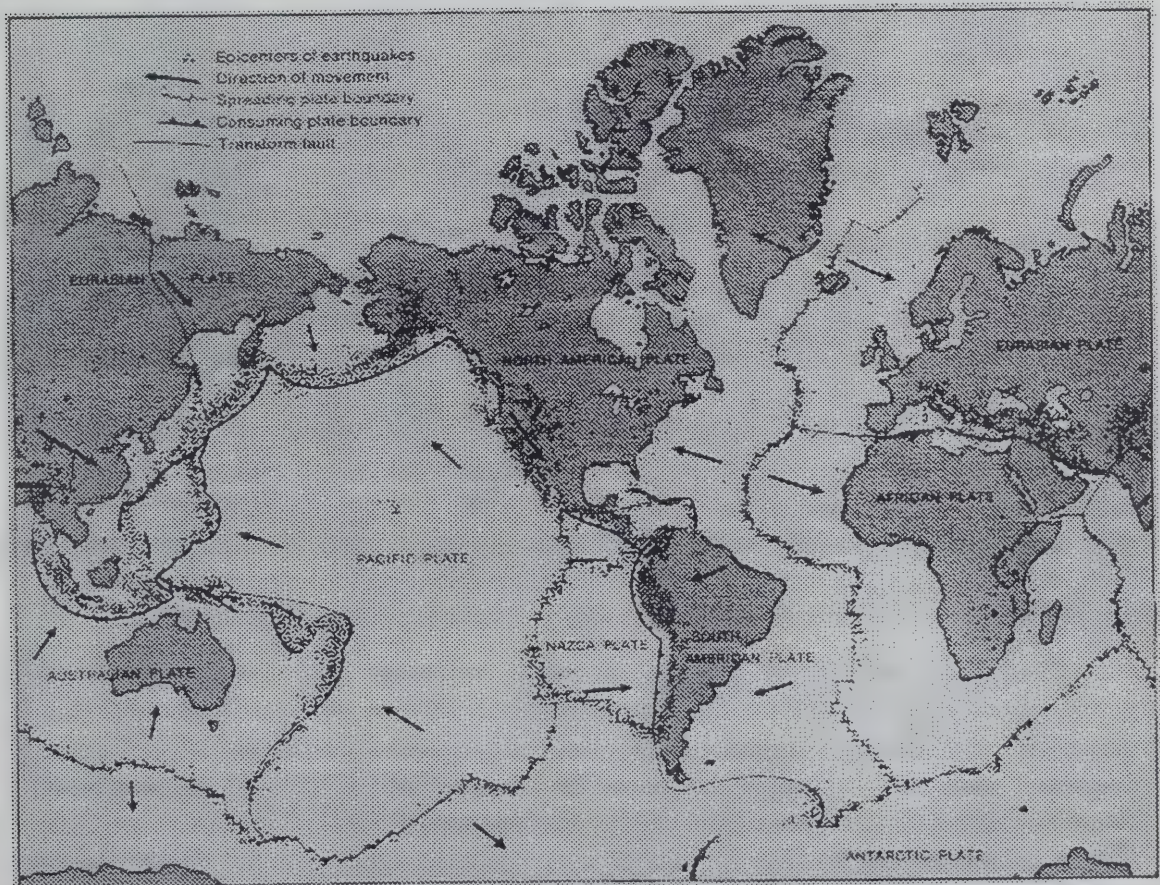 Epicenters of earthquakes
Direction of movement
Spreading plate boundary
Consuming plate boundary
Transform fault
EURASIAN PLATE
NORTH AMERICAN PLATE
EURASIAN PLATE
AFRICAN PLATE
PACIFIC PLATE
NAZCA PLATE
SOUTH
AMERICAN PLATE
AUSTRALIAN PLATE
ANTARCTIC PLATE